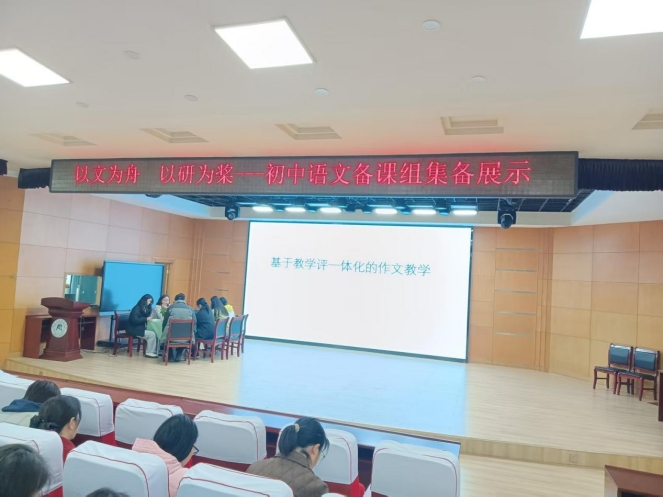 以文为舟 以研为桨---初中语文备课组集备展示
基于教学评一体化的作文教学